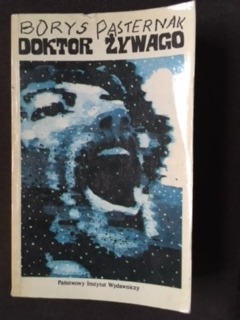 BORYS PASTERNAK
DOKTOR ŻYWAGO
Państwowy Instytut Wydawniczy